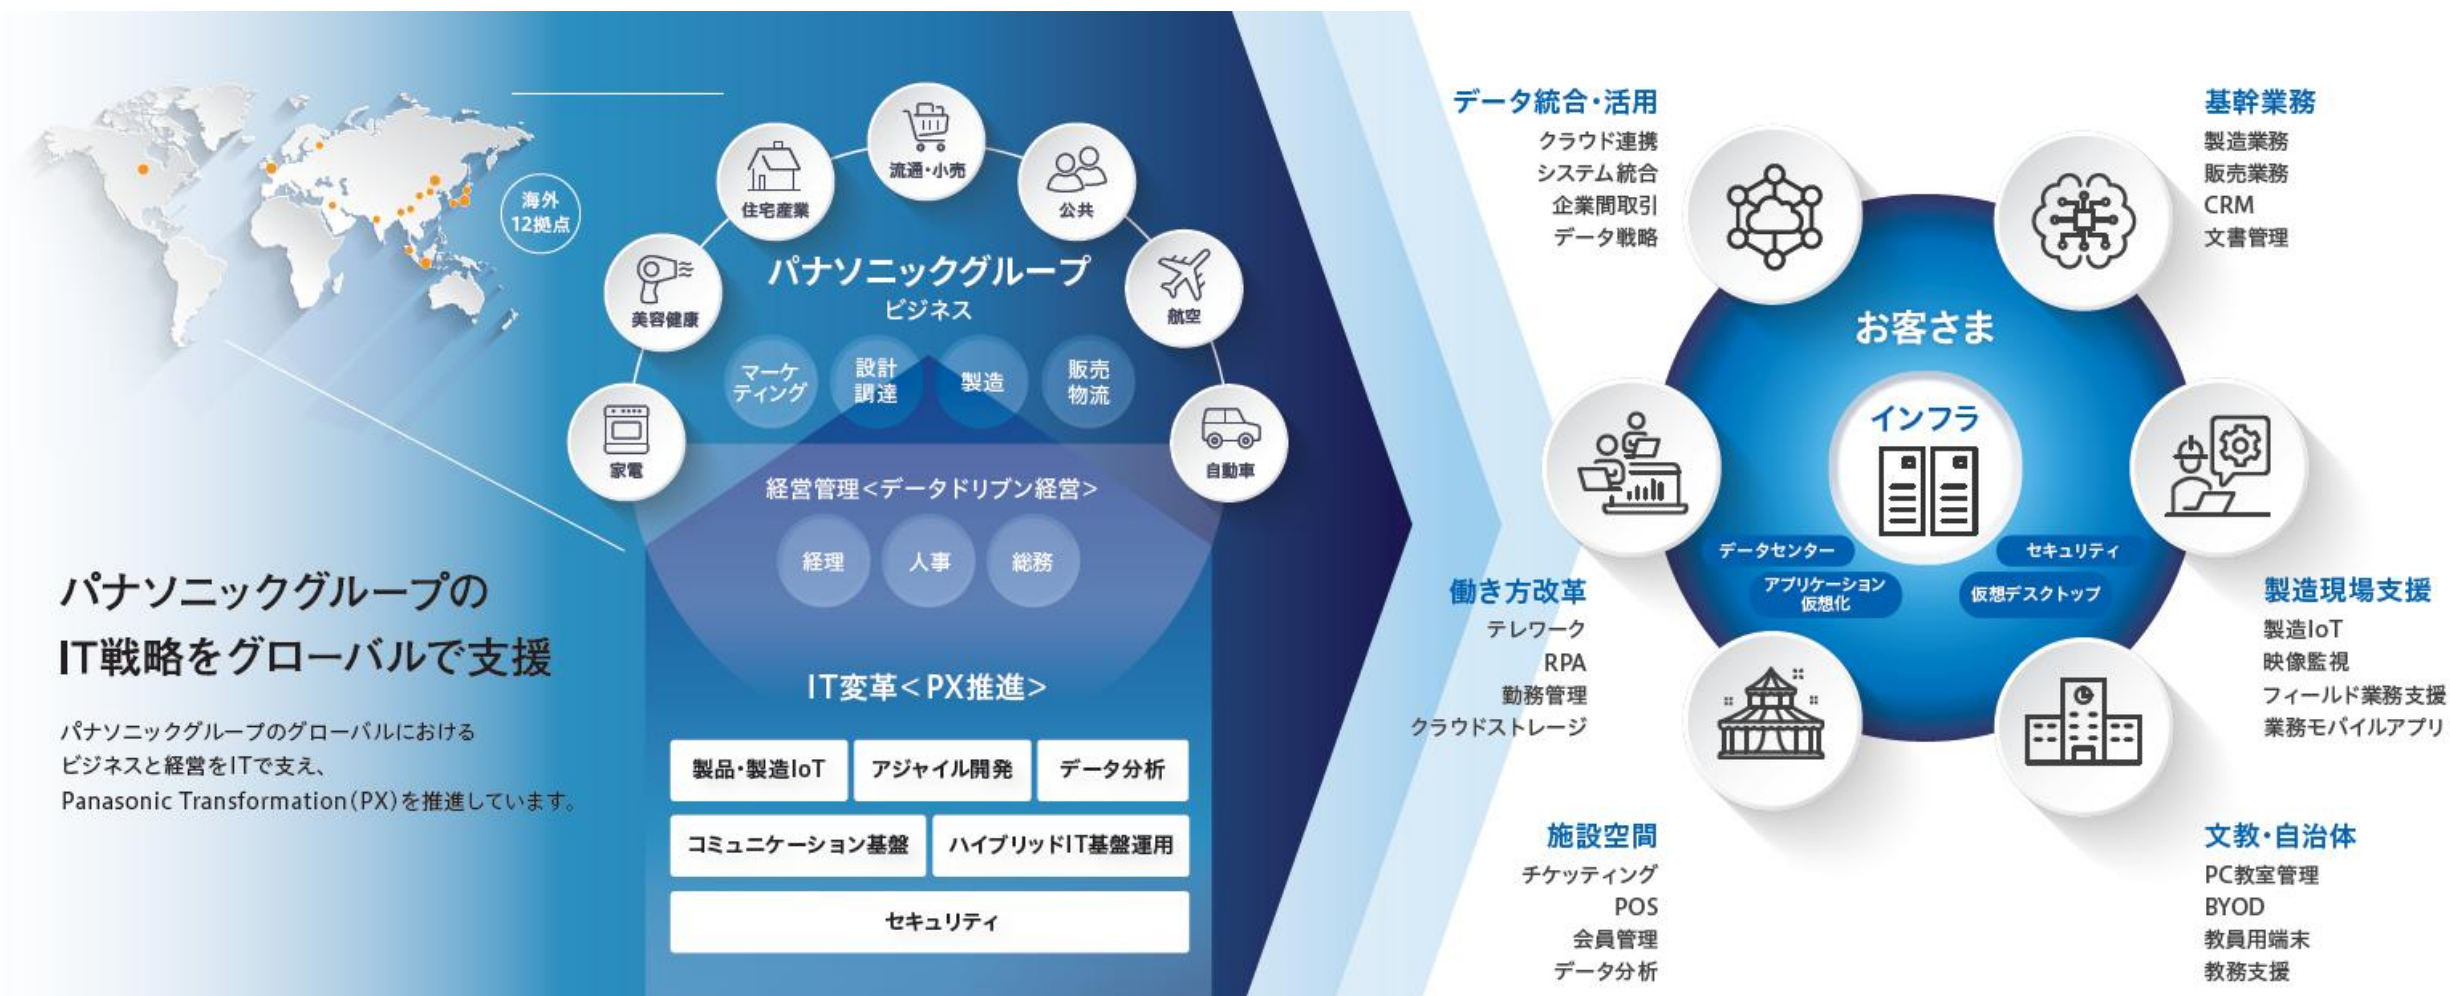 海外
12拠点
パナソニックグループの
IT戦略をグローバルで支援
パナソニックグループのグローバルにおける
ビジネスと経営をITで支え、
Panasonic Transformation(PX)を推進しています。
家電
美容健康
住宅産業
流通・小売
公共
航空
自動車
パナソニックグループ
ビジネス
マーケ
ティング
設計
調達
製造
販売
物流
経営管理<データドリブン経営>
経理
人事
総務
IT変革<PX推進>
製品・製造IoT
アジャイル開発
データ分析
コミュニケーション基盤
ハイブリッドIT基盤運用
セキュリティ
データ統合・活用
クラウド連携
システム統合
企業間取引
データ戦略
基幹業務
製造業務
販売業務
CRM
文書管理
お客さま
インフラ
データセンター
セキュリティ
アプリケーション
仮想化
仮想デスクトップ
働き方改革
テレワーク
RPA
勤務管理
クラウドストレージ
製造現場支援
製造IoT
映像監視
フィールド業務支援
業務モバイルアプリ
施設空間
チケッティング
POS
会員管理
データ分析
文教・自治体
PC教室管理
BYOD
教員用端末
教務支援